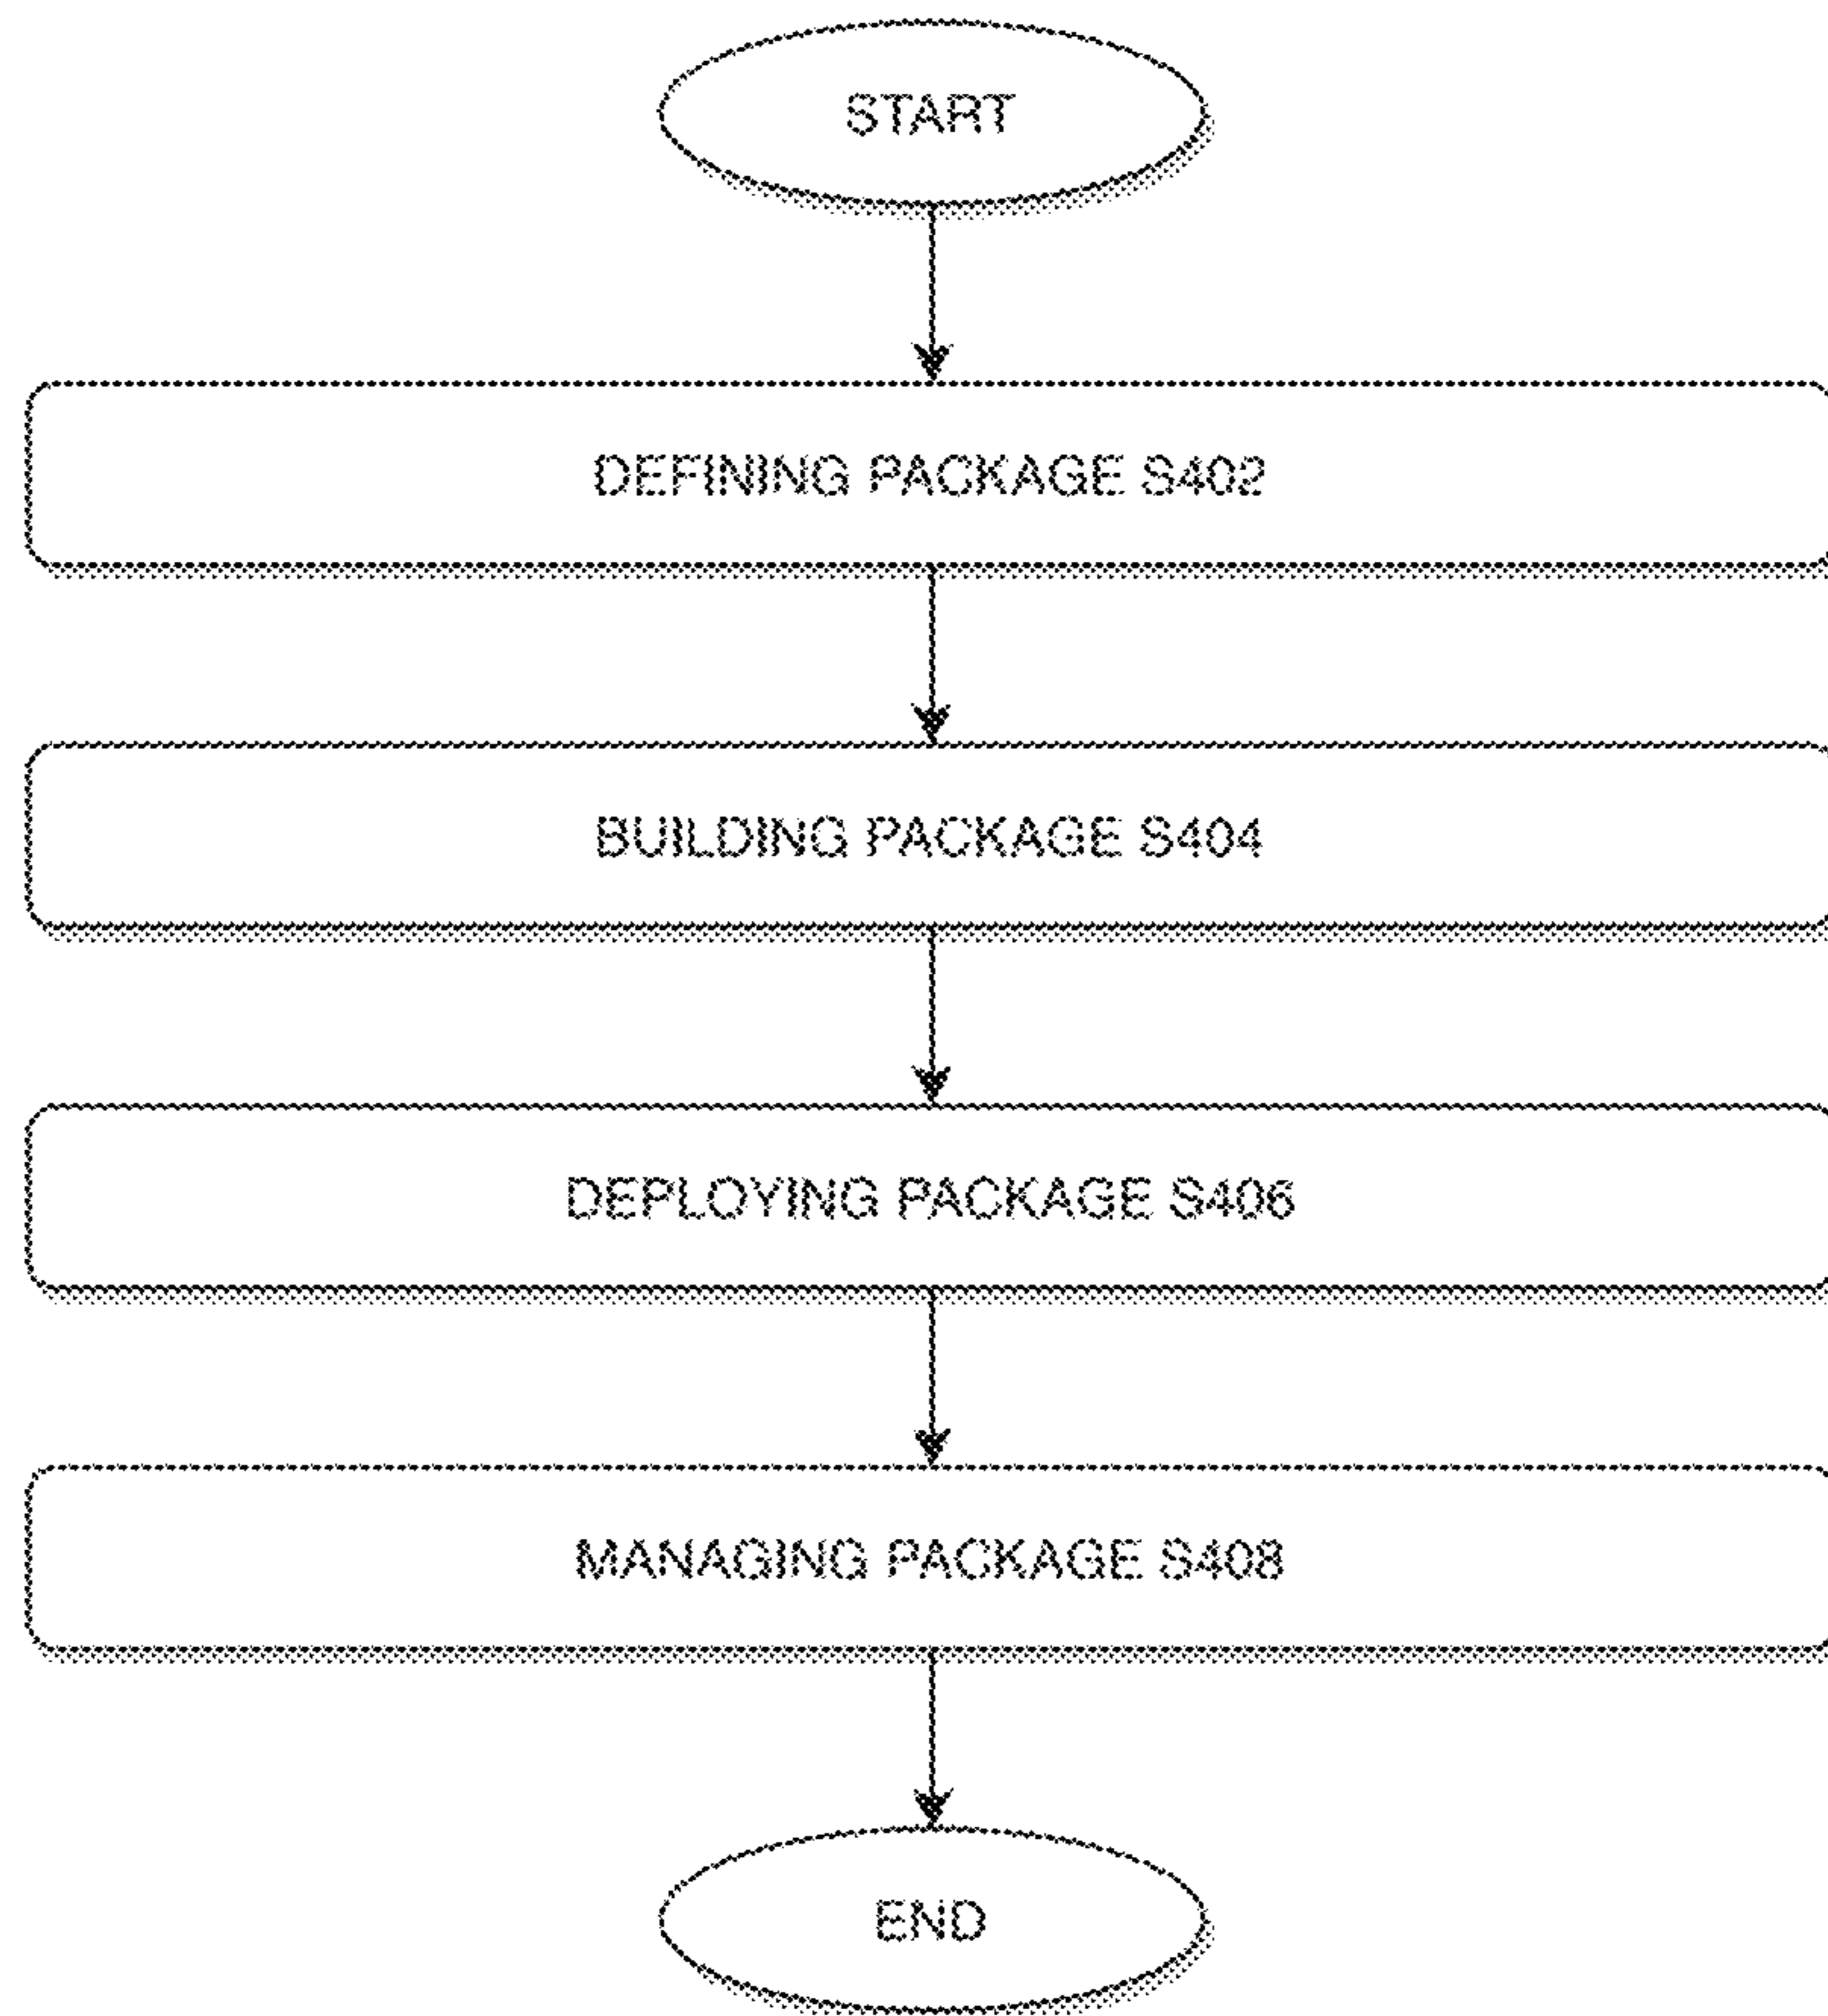 START
DEFINING PACKAGE S402
BUILDING PACKAGE S404
DEPLOYING PACKAGE S406
MANAGING PACKAGE S408
END